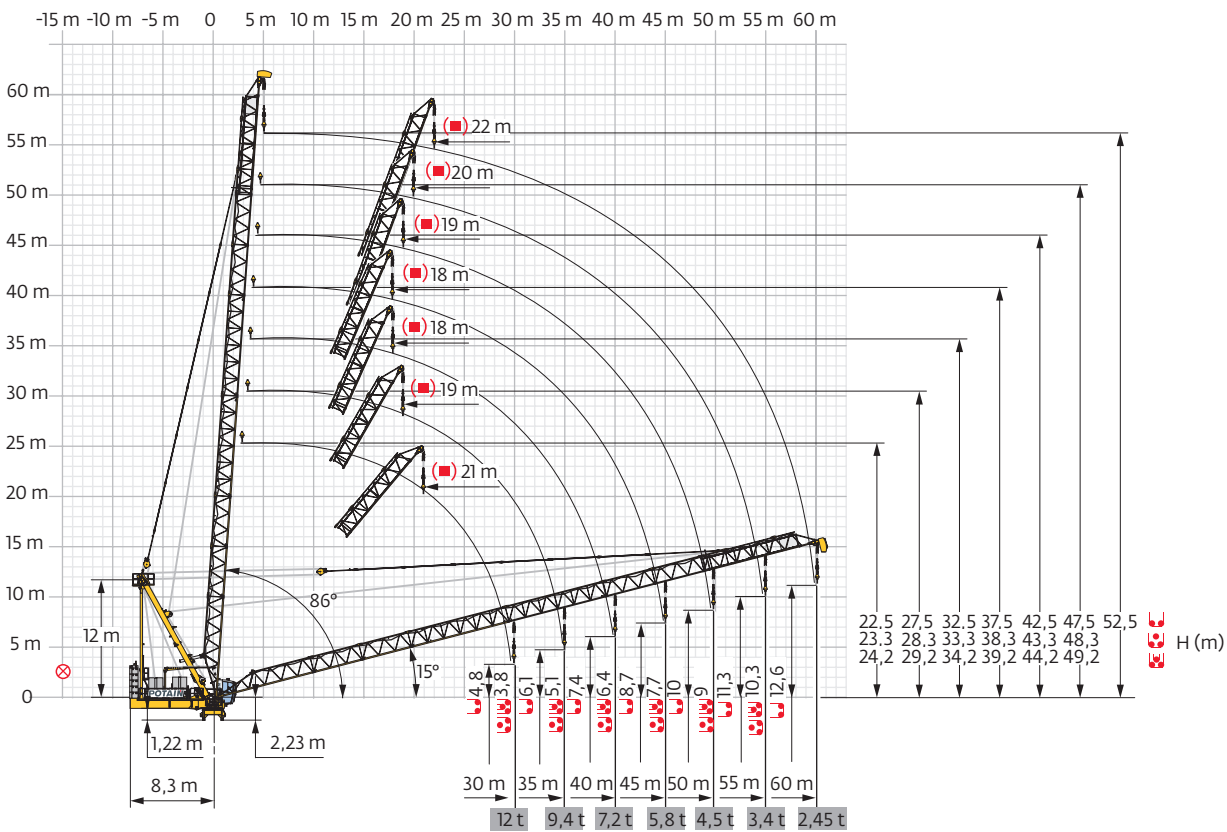 -15 m -10 m -5 m 0 5 m 10 m 15 m 20 m 25 m 30 m 35 m 40 m 45 m 50 m 55 m 60 m
60 m
55 m
50 m
45 m
40 m
35 m
30 m
25 m
20 m
15 m
10 m
5 m
0
22 m
20 m
19 m
18 m
18 m
19 m
21 m
86°
15°
12 m
POTAIN
22,5 27,5 32,5 37,5 42,5 47,5 52,5
23,3 28,3 33,3 38,3 43,3 48,3
24,2 29,2 34,2 39,2 44,2 49,2
H (m)
4,8 3,8 6,1 5,1 7,4 6,4 8,7 7,7 10 9 11,3 10,3 12,6
1,22 m 2,23 m
8,3 m
30 m 35 m 40 m 45 m 50 m 55 m 60 m
12 t 9,4 t 7,2 t 5,8 t 4,5 t 3,4 t 2,45 t